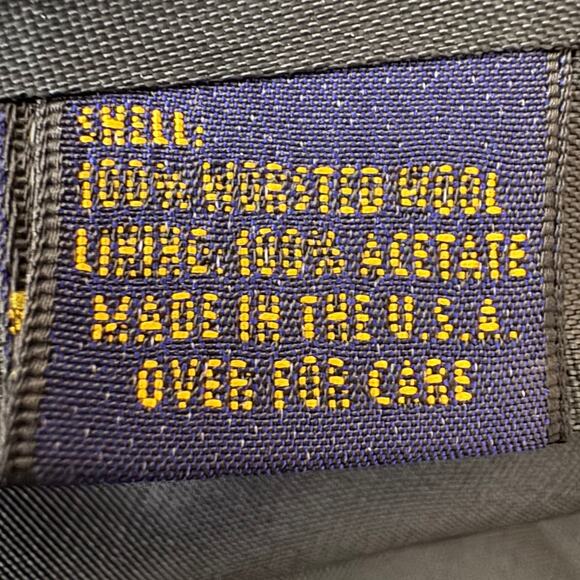 SHELL:
100% WORSTED WOOL
LINING: 100% ACETATE
MADE IN THE U.S.A.
OVER FOR CARE